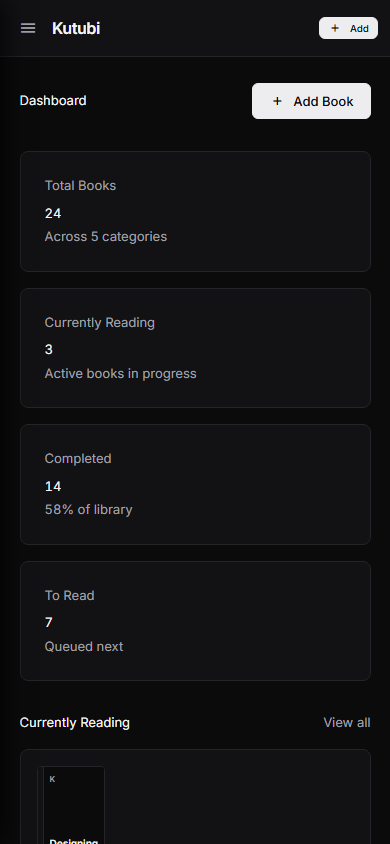 Kutubi
+ Add
Dashboard
+ Add Book
Total Books
24
Across 5 categories
Currently Reading
3
Active books in progress
Completed
14
58% of library
To Read
7
Queued next
Currently Reading
View all
K
Designing